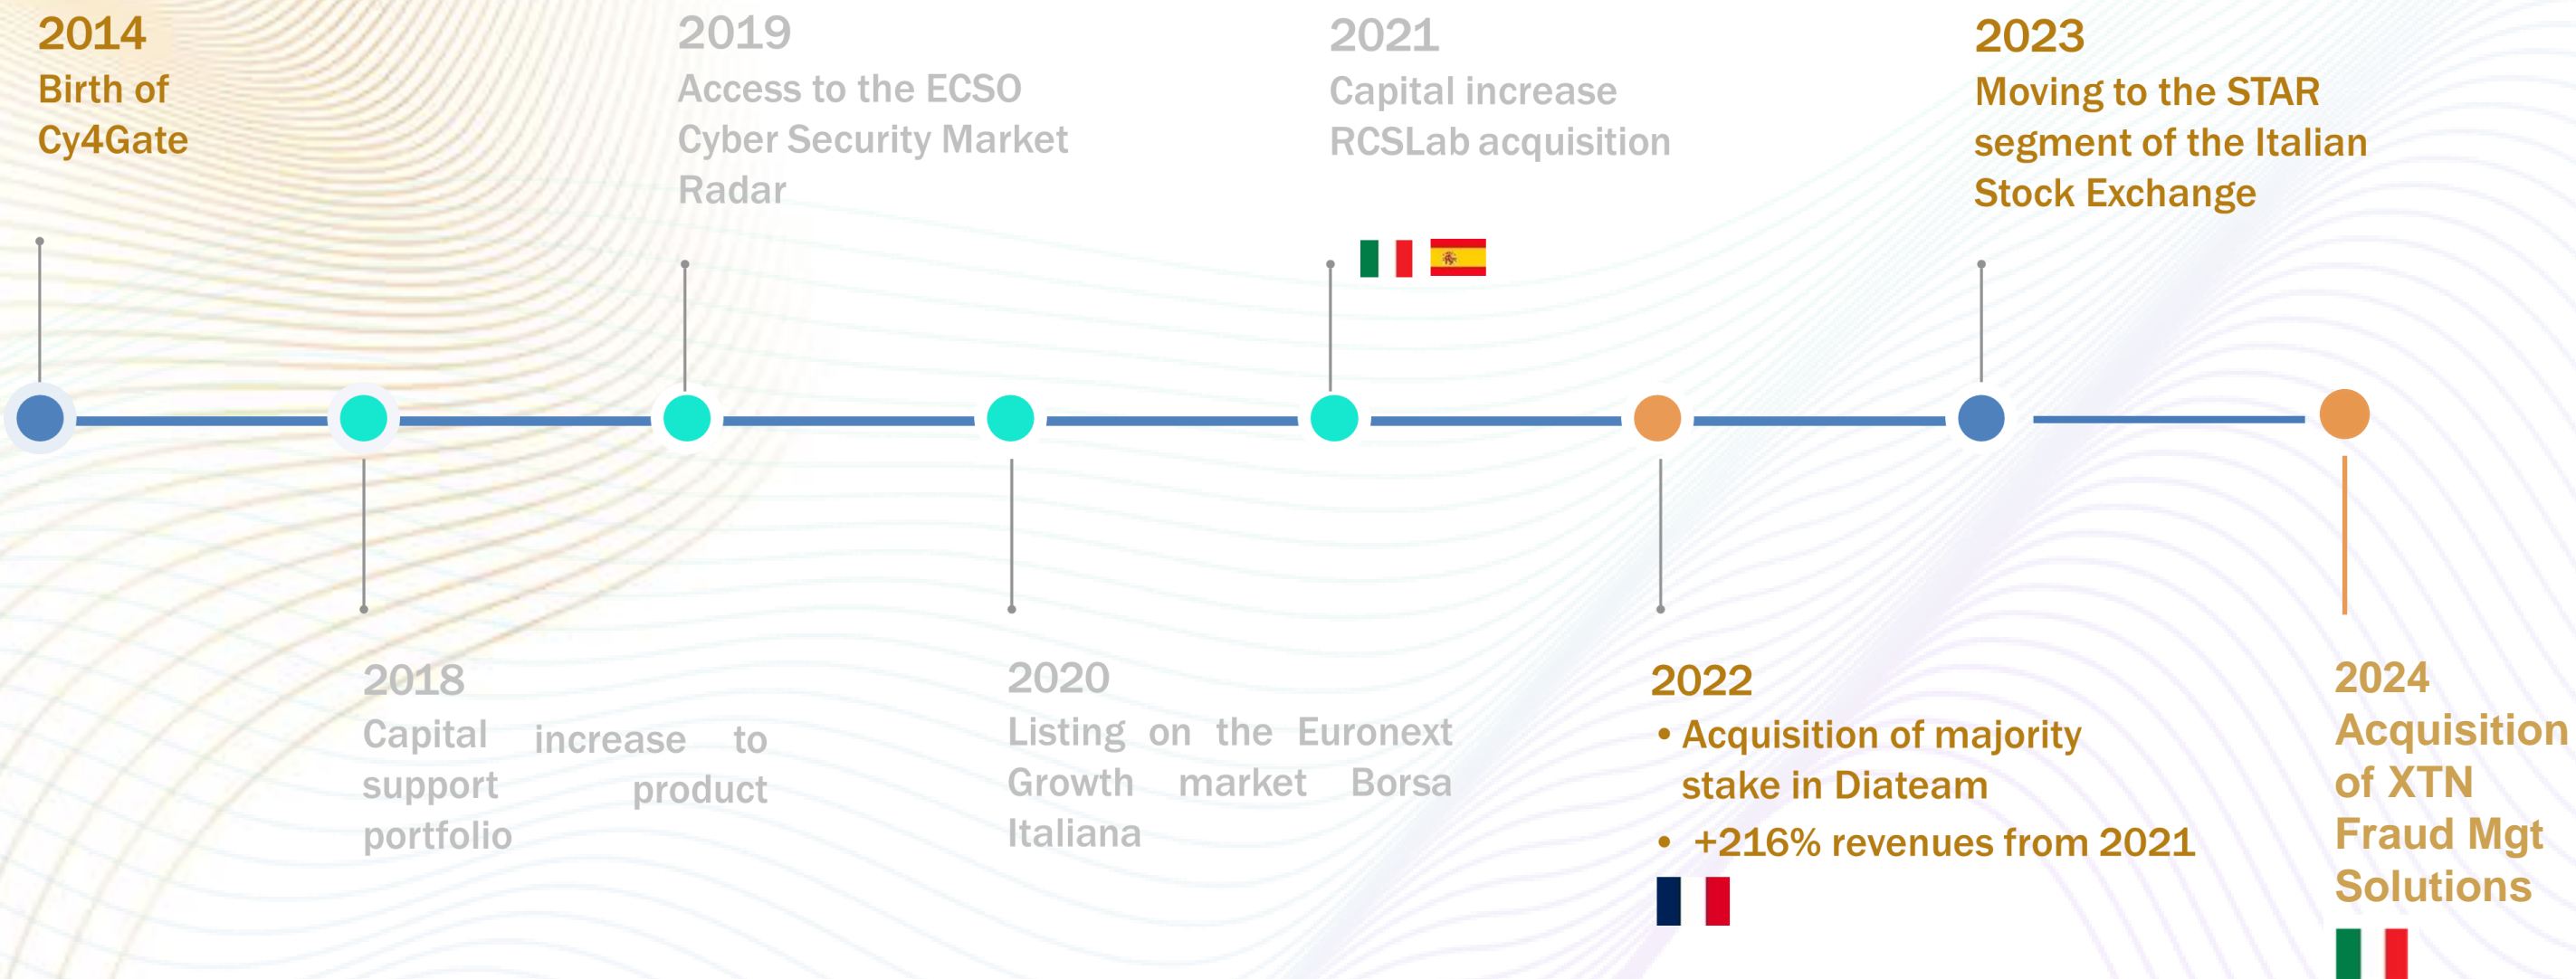 2014
Birth of
Cy4Gate
2019
Access to the ECSO
Cyber Security Market
Radar
2021
Capital increase
RCSLab acquisition
2023
Moving to the STAR
segment of the Italian
Stock Exchange
2018
Capital increase to
support product
portfolio
2020
Listing on the Euronext
Growth market Borsa
Italiana
2022
• Acquisition of majority
stake in Diateam
• +216% revenues from 2021
2024
Acquisition
of XTN
Fraud Mgt
Solutions